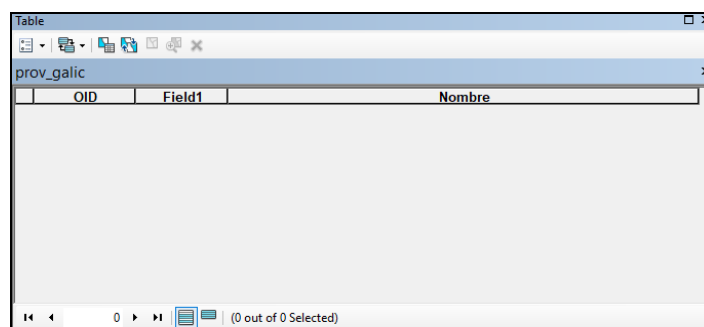 Table
prov_galic
OID Field1 Nombre
0 (0 out of 0 Selected)